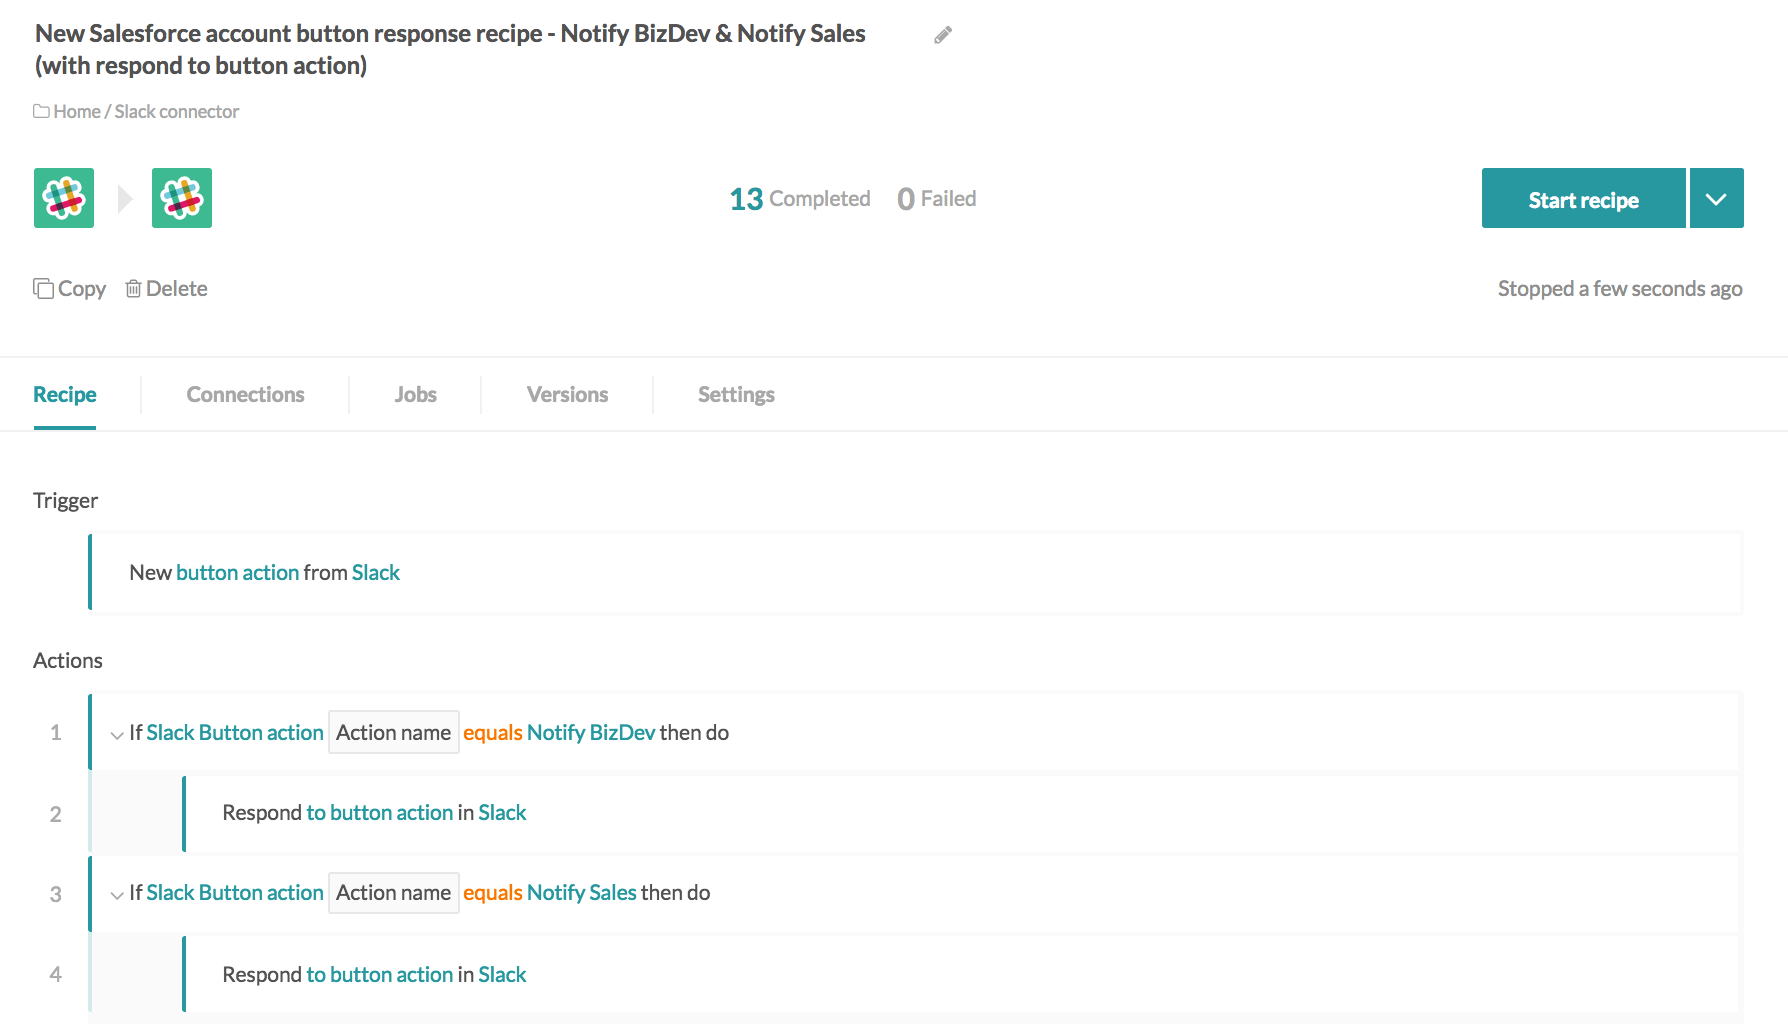 New Salesforce account button response recipe - Notify BizDev & Notify Sales
(with respond to button action)
Home / Slack connector
13 Completed 0 Failed
Start recipe
Copy Delete
Stopped a few seconds ago
Recipe Connections Jobs Versions Settings
Trigger
New button action from Slack
Actions
1 If Slack Button action Action name equals Notify BizDev then do
2 Respond to button action in Slack
3 If Slack Button action Action name equals Notify Sales then do
4 Respond to button action in Slack